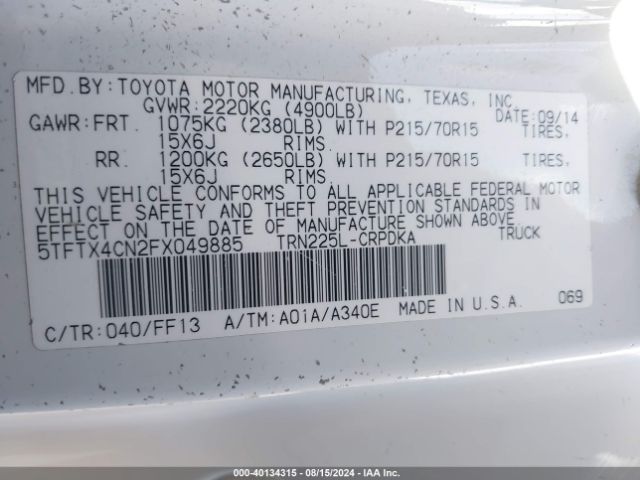 MFD.BY:TOYOTA MOTOR MANUFACTURING, TEXAS, INC.
GVWR:2220KG (4900LB) DATE:09/14
GAWR:FRT. 1075KG (2380LB) WITH P215/70R15 TIRES,
15X6J RIMS.
RR. 1200KG (2650LB) WITH P215/70R15 TIRES,
15X6J RIMS.
THIS VEHICLE CONFORMS TO ALL APPLICABLE FEDERAL MOTOR
VEHICLE SAFETY AND THEFT PREVENTION STANDARDS IN
EFFECT ON THE DATE OF MANUFACTURE SHOWN ABOVE.
5TFTX4CN2FX049885 TRN225L-CRPDKA TRUCK
C/TR:040/FF13 A/TM:A01A/A340E MADE IN U.S.A. 069
000-40134315 - 08/15/2024 - IAA Inc.